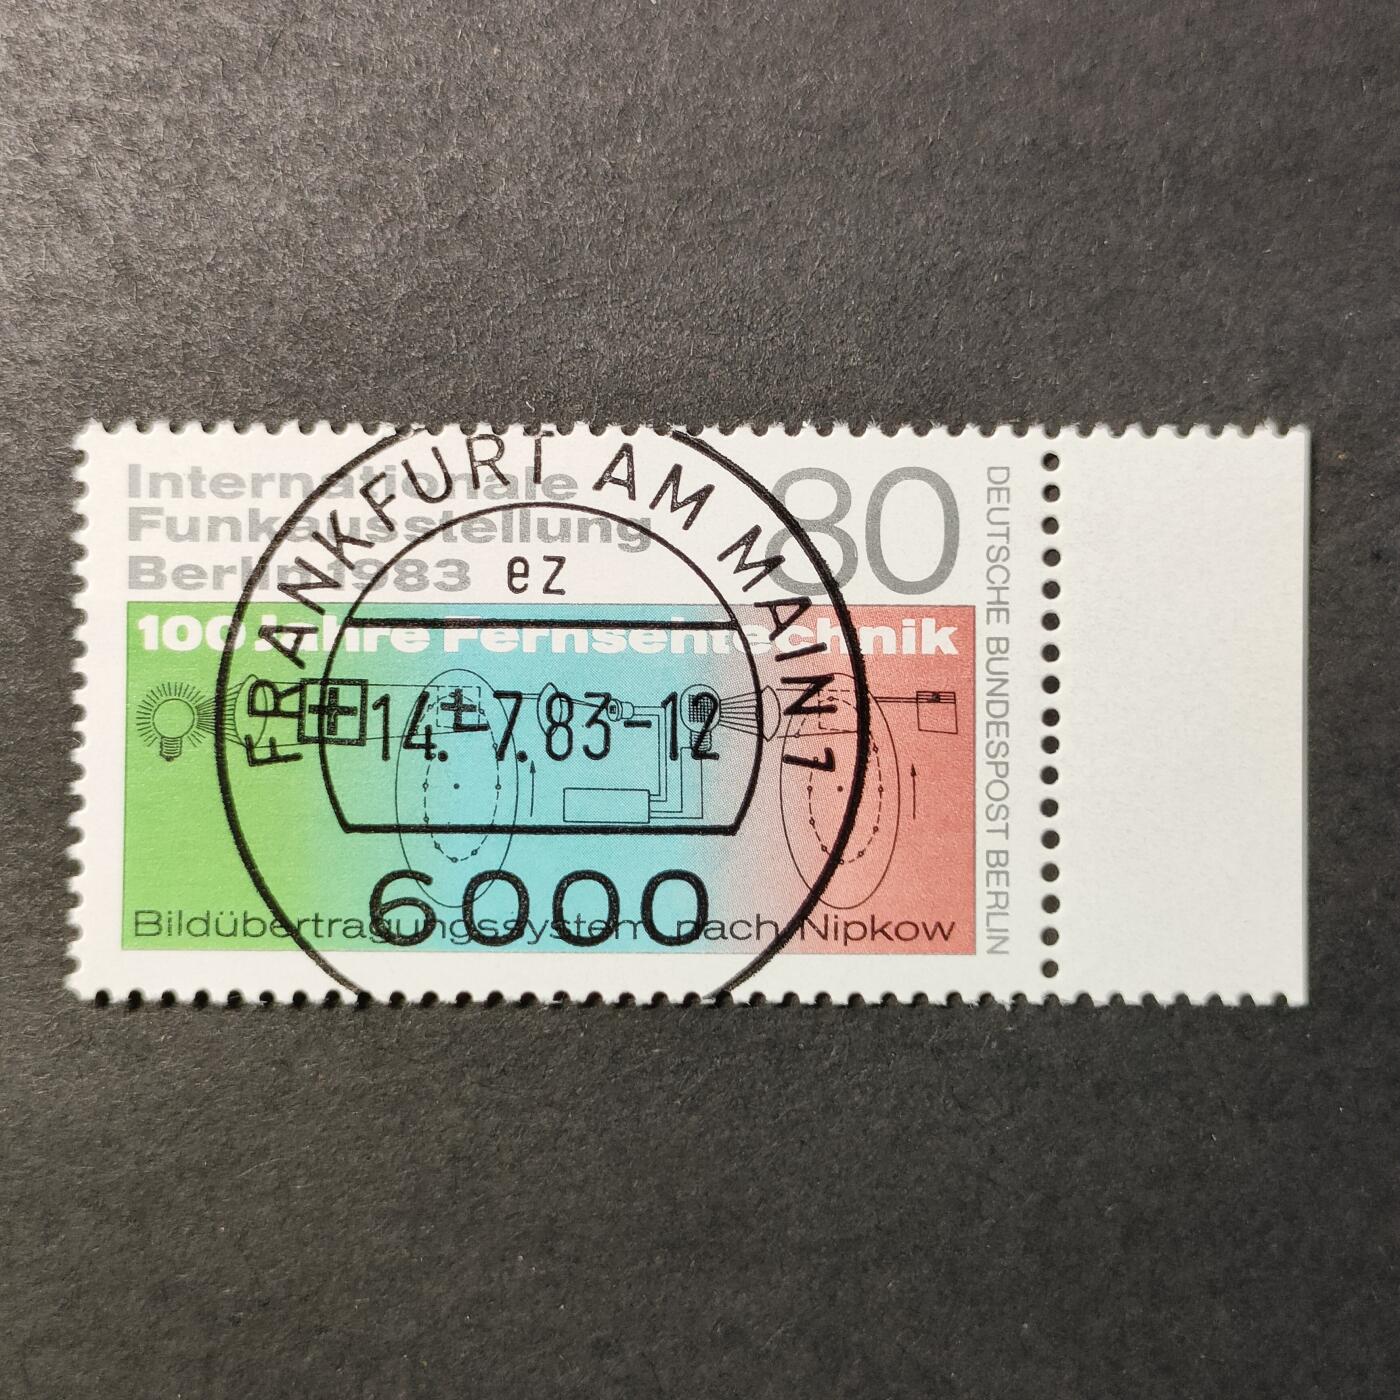 Internationale
Funkausstellung
Berlin 1983
80
DEUTSCHE BUNDESPOST BERLIN
100 Jahre Fernsehtechnik
Bildübertragungssystem nach Nipkow
FRANKFURT AM MAIN 1
ez
14.-7.83-12
6000